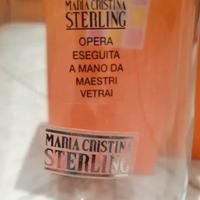 MARIA CRISTINA
STERLING
OPERA
ESEGUITA
A MANO DA
MAESTRI
VETRAI
MARIA CRISTINA
STERLING